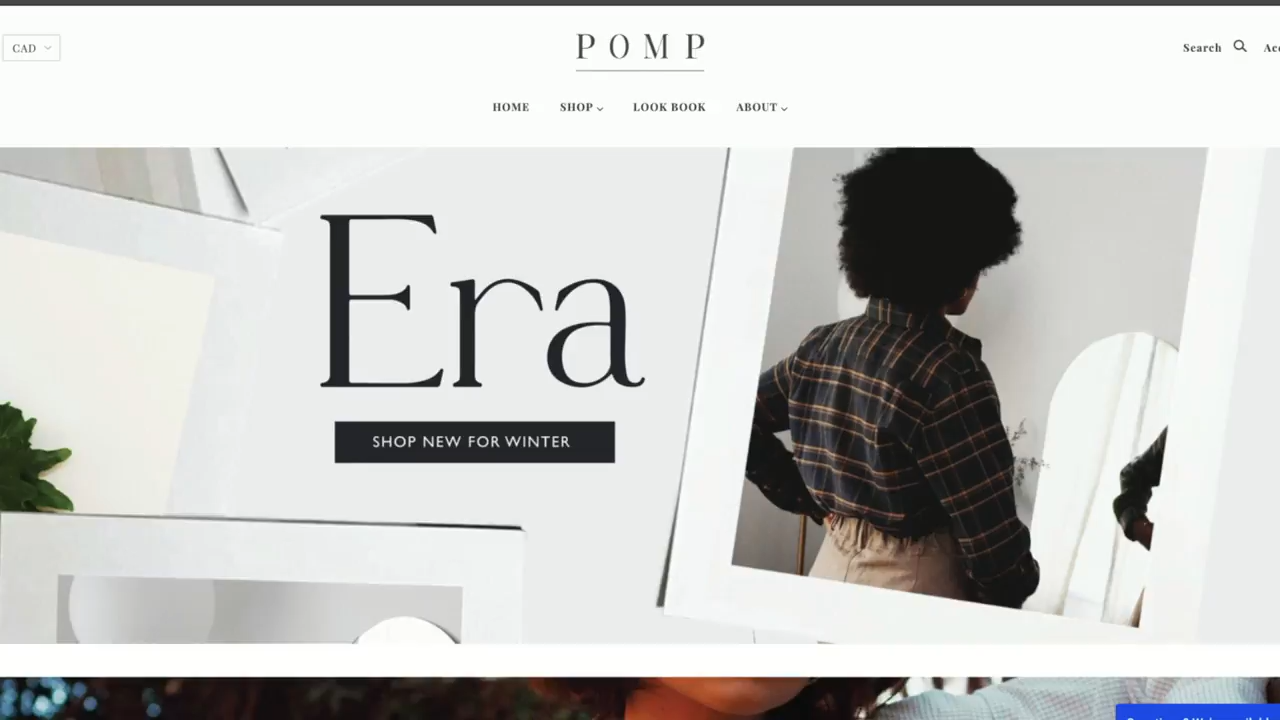 CAD
POMP
Search
HOME SHOP LOOK BOOK ABOUT
Era
SHOP NEW FOR WINTER